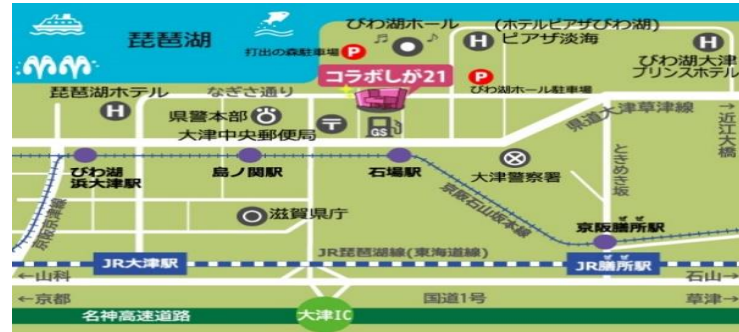 琵琶湖
打出の森駐車場
P
びわ湖ホール
(ホテルピアザびわ湖)
H ピアザ淡海
H
びわ湖大津
プリンスホテル
コラボしが21
P
びわ湖ホール駐車場
琵琶湖ホテル
H
なぎさ通り
県警本部
大津中央郵便局
〒
GS
県道大津草津線
→近江大橋
ときめき坂
びわ湖
浜大津駅
島ノ関駅
石場駅
大津警察署
京阪京津線
京阪石山坂本線
滋賀県庁
ぜぜ
京阪膳所駅
JR琵琶湖線(東海道線)
JR大津駅
ぜぜ
JR膳所駅
←山科
石山→
←京都
国道1号
草津→
名神高速道路
大津IC